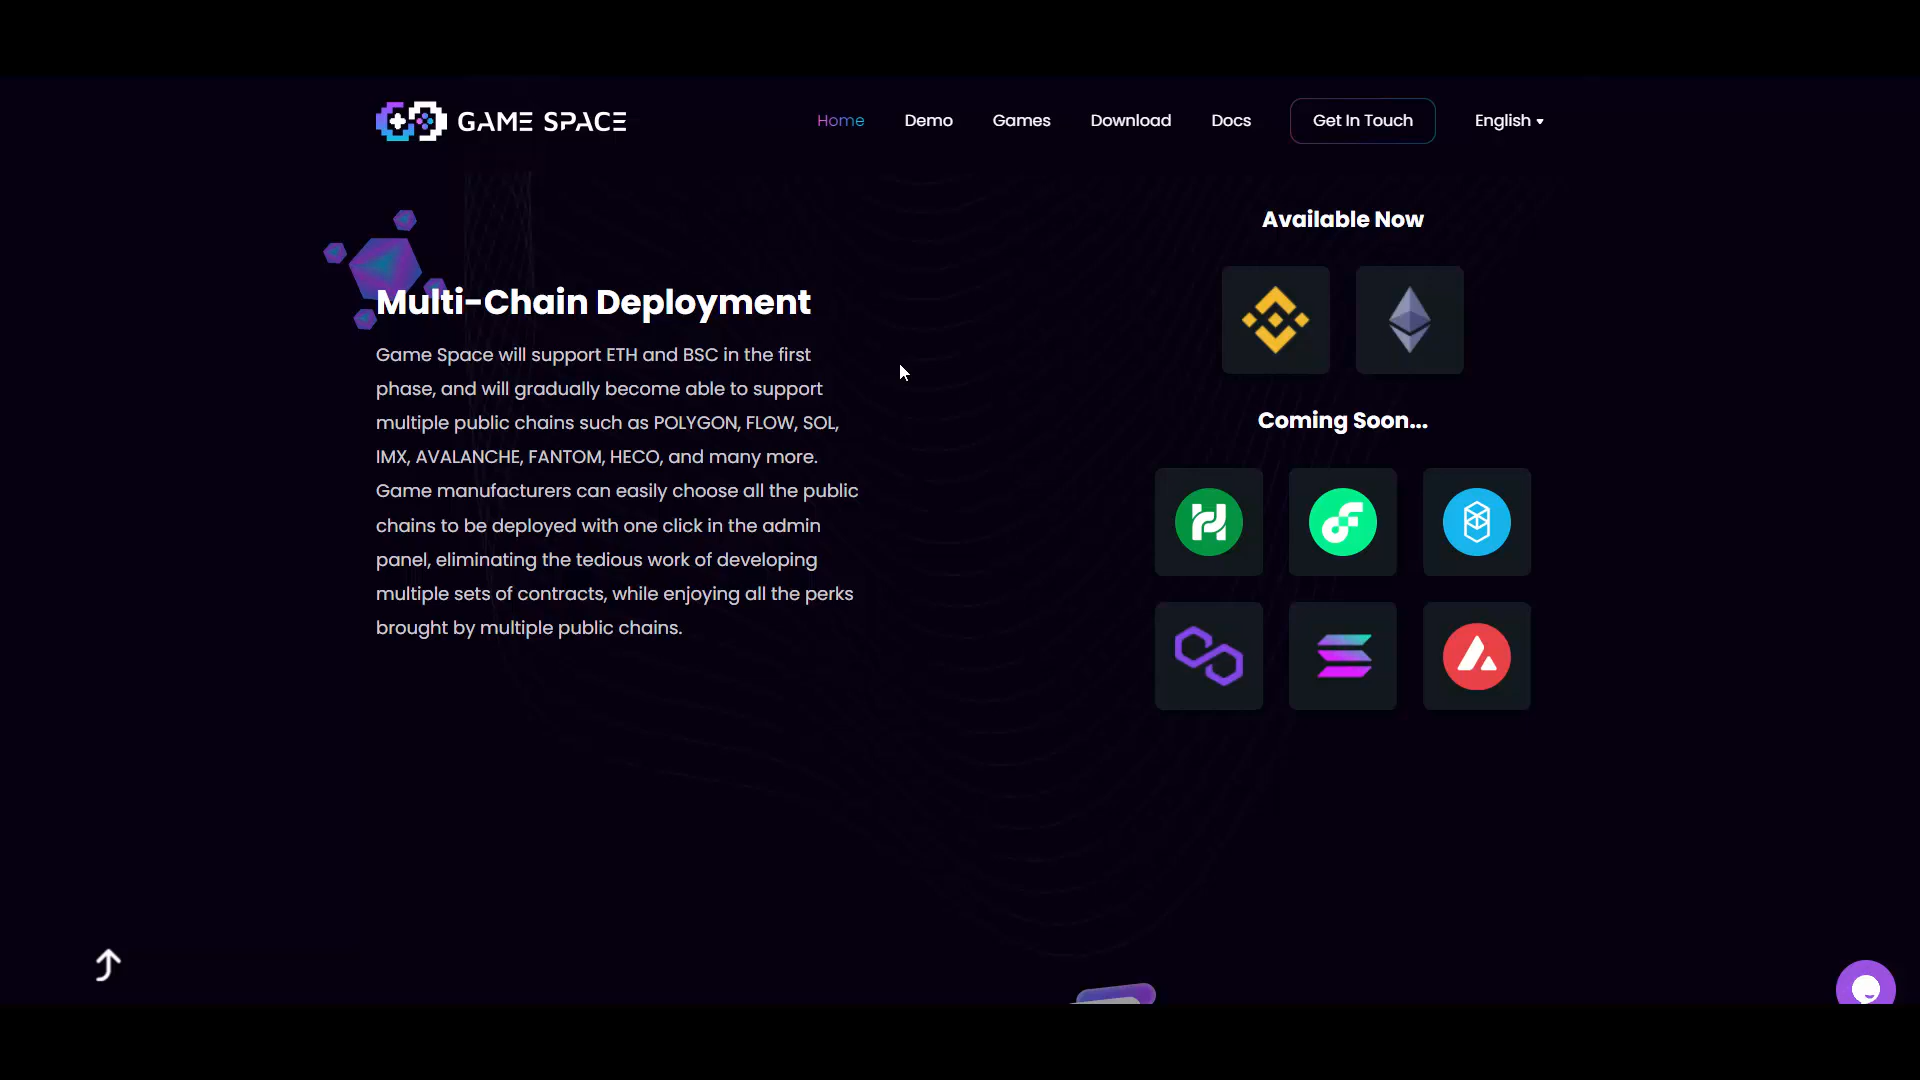 GAME SPACE
Home
Demo
Games
Download
Docs
Get In Touch
English
Multi-Chain Deployment
Game Space will support ETH and BSC in the first
phase, and will gradually become able to support
multiple public chains such as POLYGON, FLOW, SOL,
IMX, AVALANCHE, FANTOM, HECO, and many more.
Game manufacturers can easily choose all the public
chains to be deployed with one click in the admin
panel, eliminating the tedious work of developing
multiple sets of contracts, while enjoying all the perks
brought by multiple public chains.
Available Now
Coming Soon...